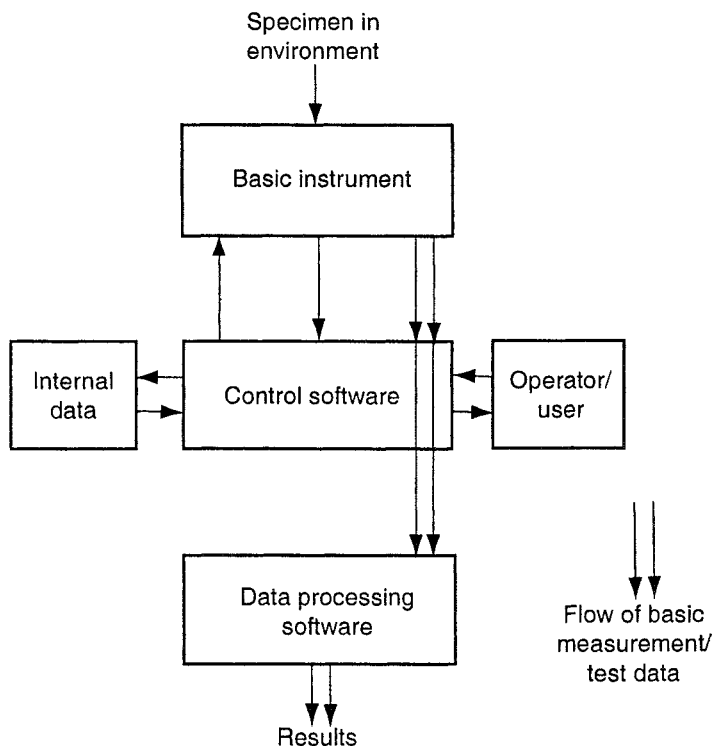 Specimen in
environment
Basic instrument
Internal
data
Control software
Operator/
user
Data processing
software
Flow of basic
measurement/
test data
Results